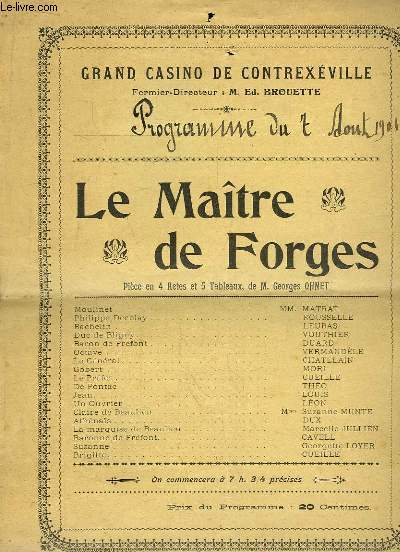 GRAND CASINO DE CONTREXÉVILLE
Fermier-Directeur : M. Ed. BROUETTE
Programme du 7 Aout
Le Maître
de Forges
Pièce en 4 Actes et 5 Tableaux, de M. Georges OHNET
Moulinet MM. MATRAT
Philippe Derblay ROUSSELLE
Bachelin LEUBAS
Duc de Bligny VOUTHIER
Baron de Préfont DUARD
Octave VERMANDÈLE
Le Général CHATELAIN
Gobert MORI
Le Préfet CUEILLE
De Pontac THÉO
Jean LOUIS
Un Ouvrier LÉON
Claire de Beaulieu Mmes Suzanne MUNTE
Athénaïs DUX
La marquise de Beaulieu Marcelle JULLIEN
Baronne de Préfont CAVELL
Suzanne Georgette LOYER
Brigitte CUEILLE
On commencera à 7 h. 3/4 précises
Prix du Programme : 20 Centimes.